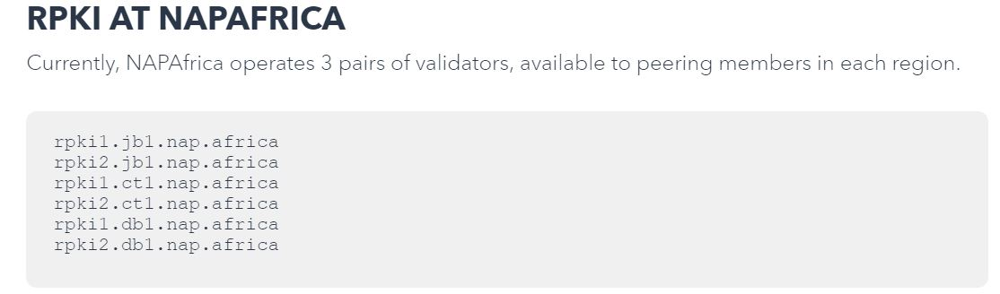 RPKI AT NAPAFRICA
Currently, NAPAfrica operates 3 pairs of validators, available to peering members in each region.
rpki1.jb1.nap.africa
rpki2.jb1.nap.africa
rpki1.ct1.nap.africa
rpki2.ct1.nap.africa
rpki1.db1.nap.africa
rpki2.db1.nap.africa